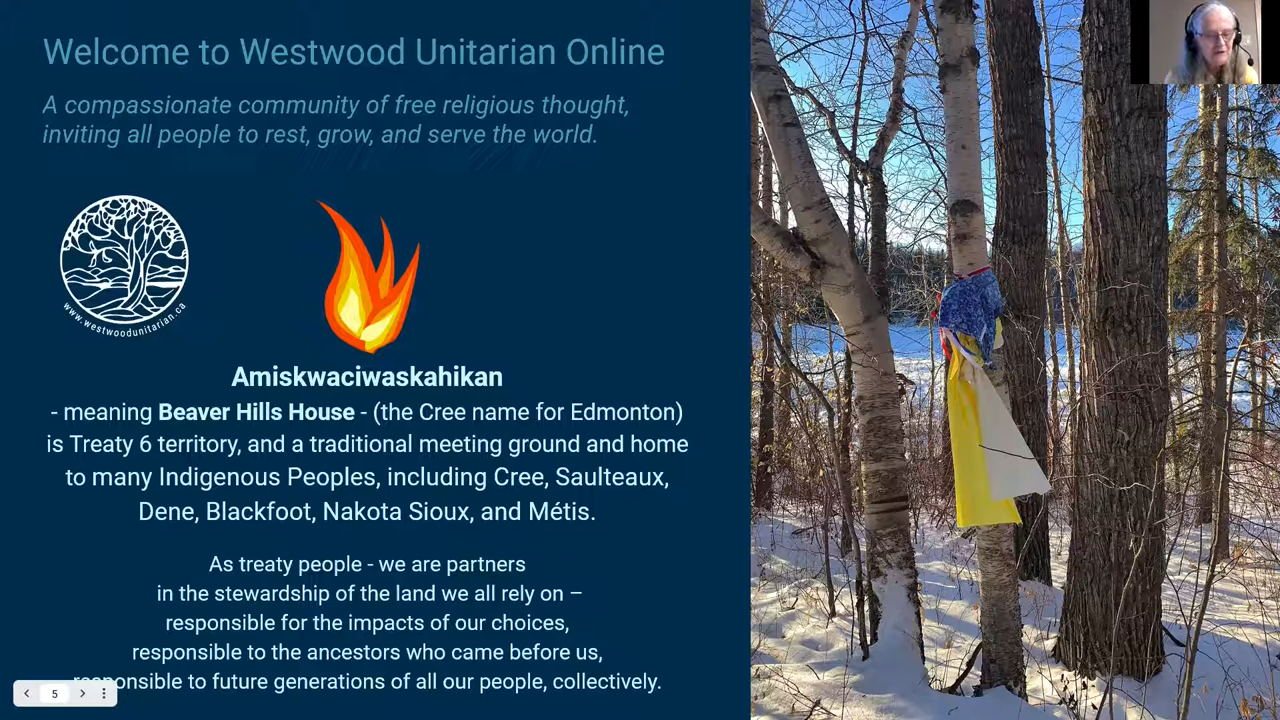 Welcome to Westwood Unitarian Online
A compassionate community of free religious thought,
inviting all people to rest, grow, and serve the world.
www.westwoodunitarian.ca
Amiskwaciwaskahikan
- meaning Beaver Hills House - (the Cree name for Edmonton)
is Treaty 6 territory, and a traditional meeting ground and home
to many Indigenous Peoples, including Cree, Saulteaux,
Dene, Blackfoot, Nakota Sioux, and Métis.
As treaty people - we are partners
in the stewardship of the land we all rely on –
responsible for the impacts of our choices,
responsible to the ancestors who came before us,
responsible to future generations of all our people, collectively.
5